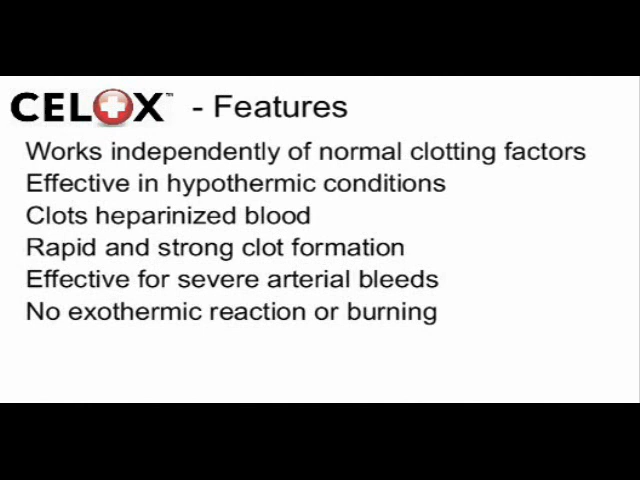 CELOX™ - Features
Works independently of normal clotting factors
Effective in hypothermic conditions
Clots heparinized blood
Rapid and strong clot formation
Effective for severe arterial bleeds
No exothermic reaction or burning